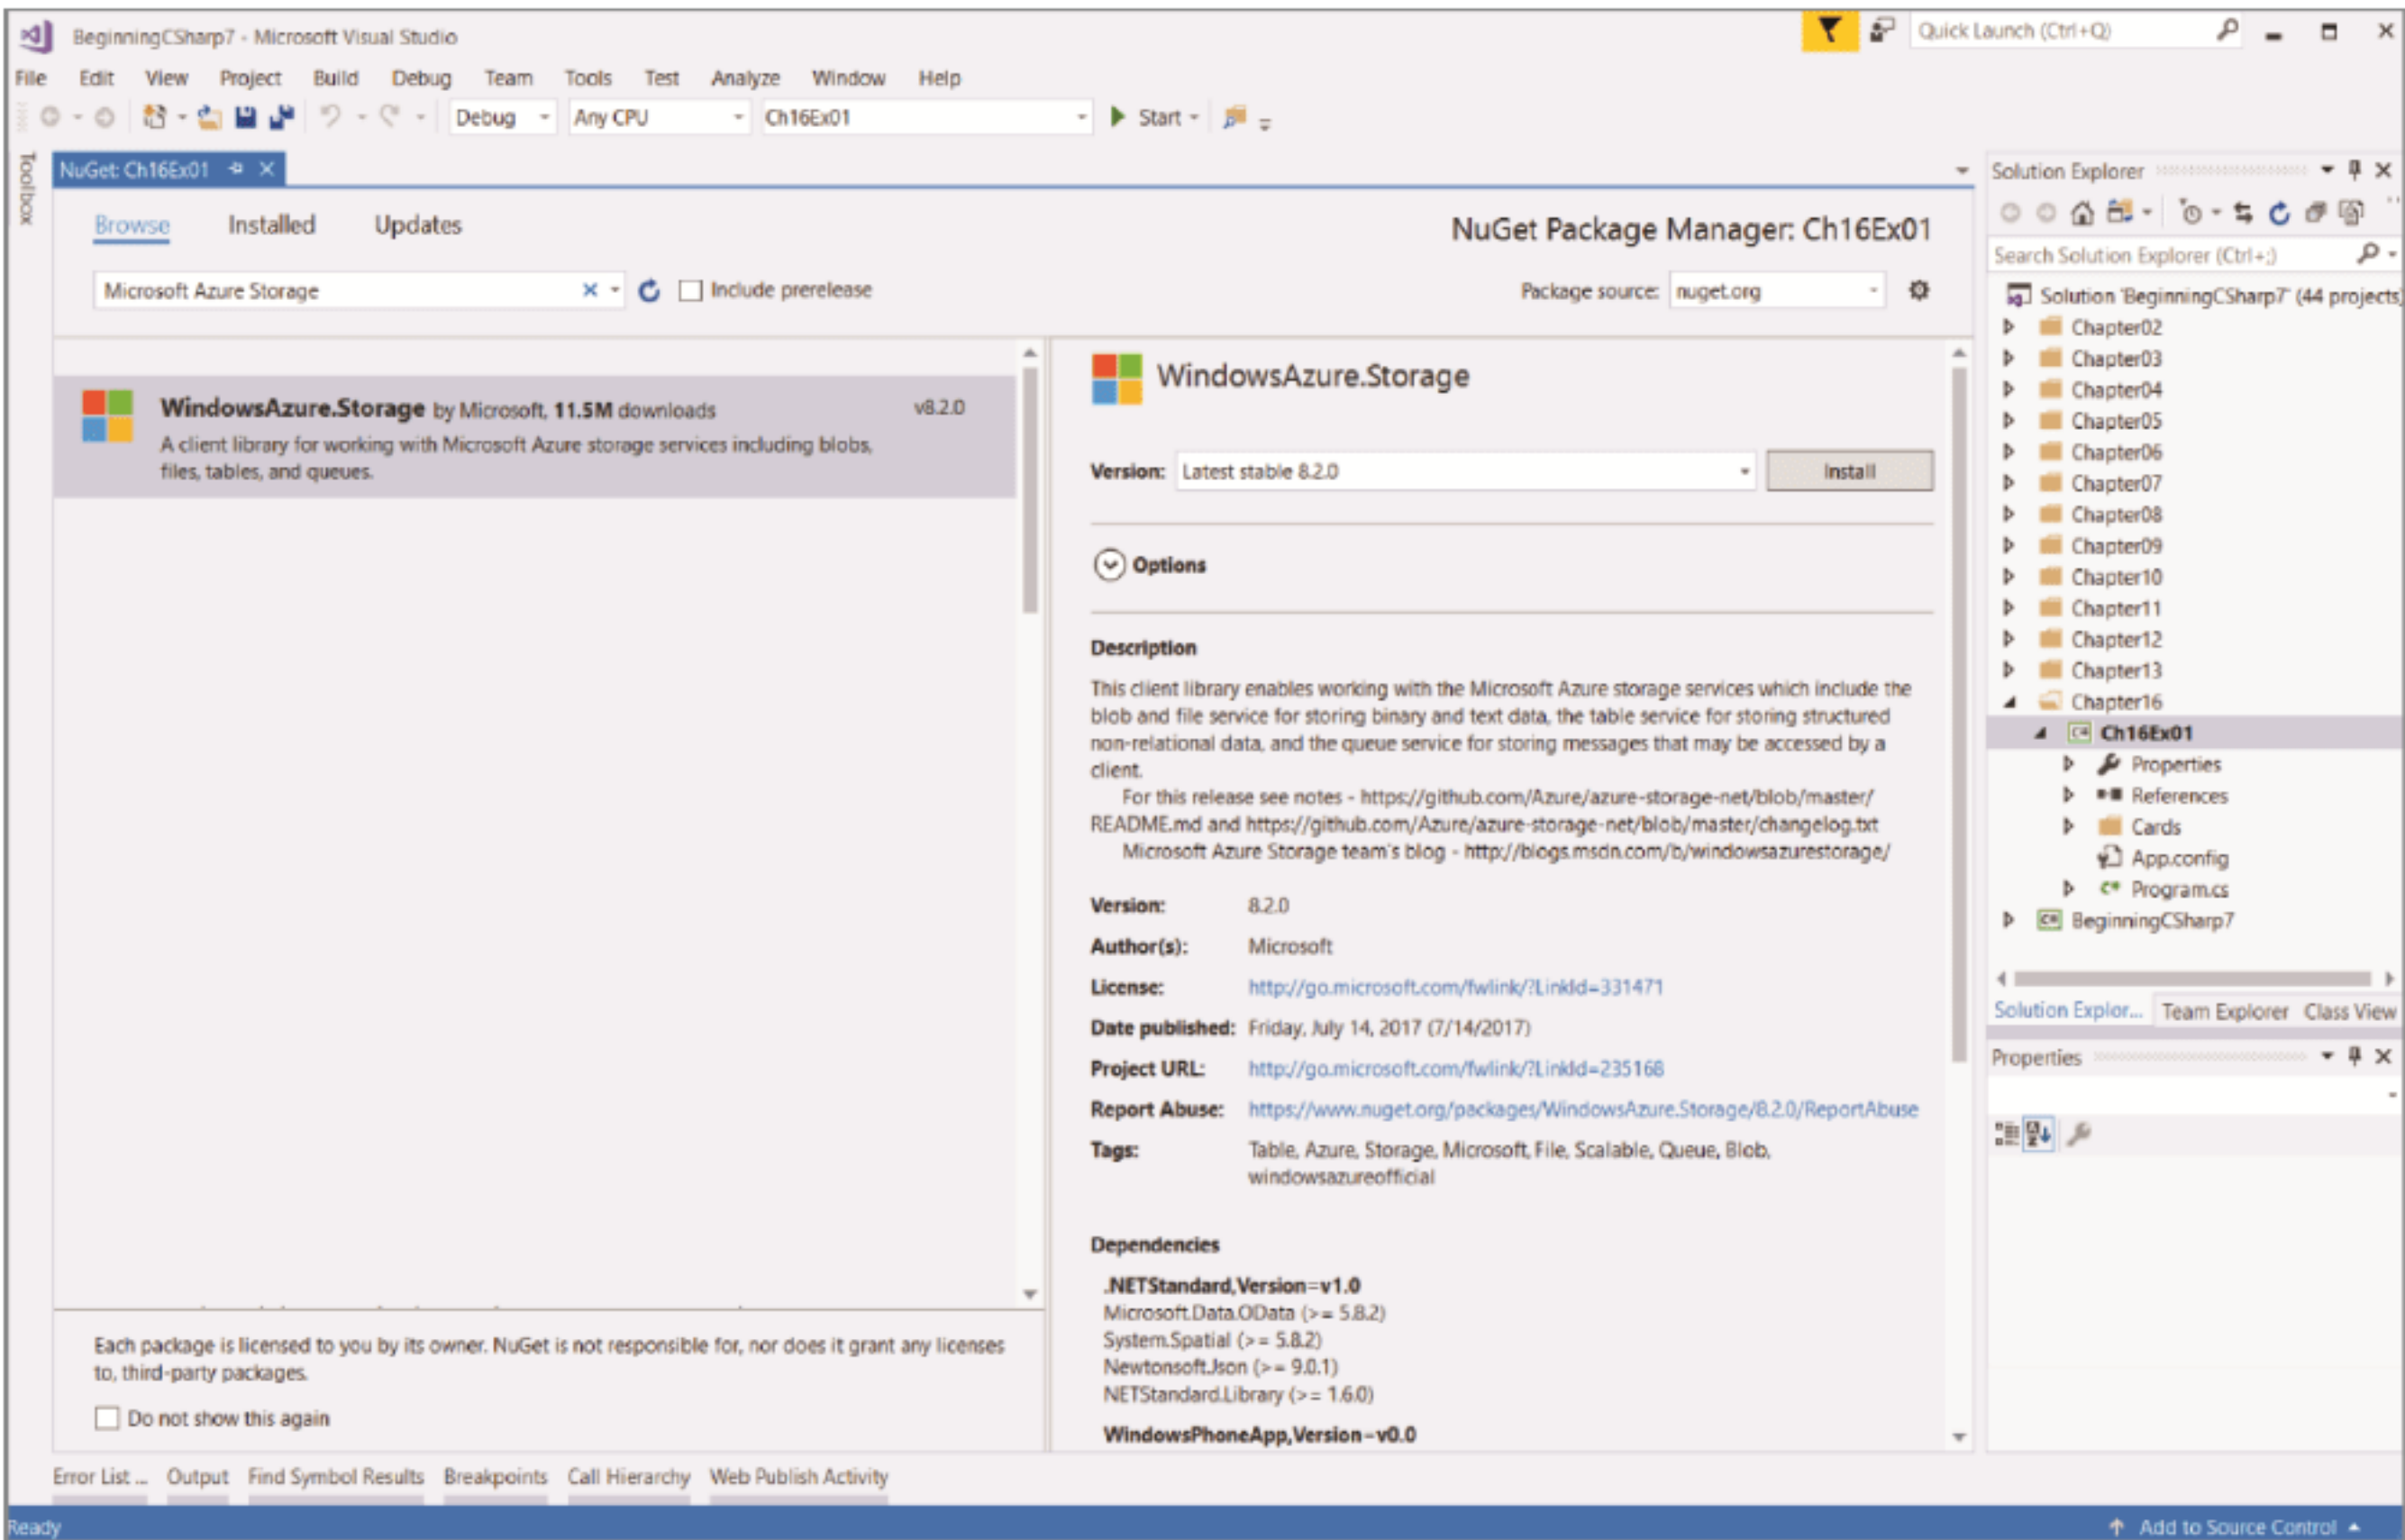 BeginningCSharp7 - Microsoft Visual Studio
Quick Launch (Ctrl+Q)
File Edit View Project Build Debug Team Tools Test Analyze Window Help
Debug Any CPU Ch16Ex01 Start
Toolbox
NuGet: Ch16Ex01
Browse Installed Updates
NuGet Package Manager: Ch16Ex01
Microsoft Azure Storage
Include prerelease
Package source: nuget.org
WindowsAzure.Storage by Microsoft, 11.5M downloads v8.2.0
A client library for working with Microsoft Azure storage services including blobs,
files, tables, and queues.
Each package is licensed to you by its owner. NuGet is not responsible for, nor does it grant any licenses
to, third-party packages.
Do not show this again
WindowsAzure.Storage
Version: Latest stable 8.2.0 Install
Options
Description
This client library enables working with the Microsoft Azure storage services which include the
blob and file service for storing binary and text data, the table service for storing structured
non-relational data, and the queue service for storing messages that may be accessed by a
client.
For this release see notes - https://github.com/Azure/azure-storage-net/blob/master/
README.md and https://github.com/Azure/azure-storage-net/blob/master/changelog.txt
Microsoft Azure Storage team's blog - http://blogs.msdn.com/b/windowsazurestorage/
Version: 8.2.0
Author(s): Microsoft
License: http://go.microsoft.com/fwlink/?LinkId=331471
Date published: Friday, July 14, 2017 (7/14/2017)
Project URL: http://go.microsoft.com/fwlink/?LinkId=235168
Report Abuse: https://www.nuget.org/packages/WindowsAzure.Storage/8.2.0/ReportAbuse
Tags: Table, Azure, Storage, Microsoft, File, Scalable, Queue, Blob,
windowsazureofficial
Dependencies
.NETStandard,Version=v1.0
Microsoft.Data.OData (>= 5.8.2)
System.Spatial (>= 5.8.2)
Newtonsoft.Json (>= 9.0.1)
NETStandard.Library (>= 1.6.0)
WindowsPhoneApp,Version=v0.0
Solution Explorer
Search Solution Explorer (Ctrl+;)
Solution 'BeginningCSharp7' (44 projects)
Chapter02
Chapter03
Chapter04
Chapter05
Chapter06
Chapter07
Chapter08
Chapter09
Chapter10
Chapter11
Chapter12
Chapter13
Chapter16
Ch16Ex01
Properties
References
Cards
App.config
Program.cs
BeginningCSharp7
Solution Explor... Team Explorer Class View
Properties
Error List ... Output Find Symbol Results Breakpoints Call Hierarchy Web Publish Activity
Ready
Add to Source Control